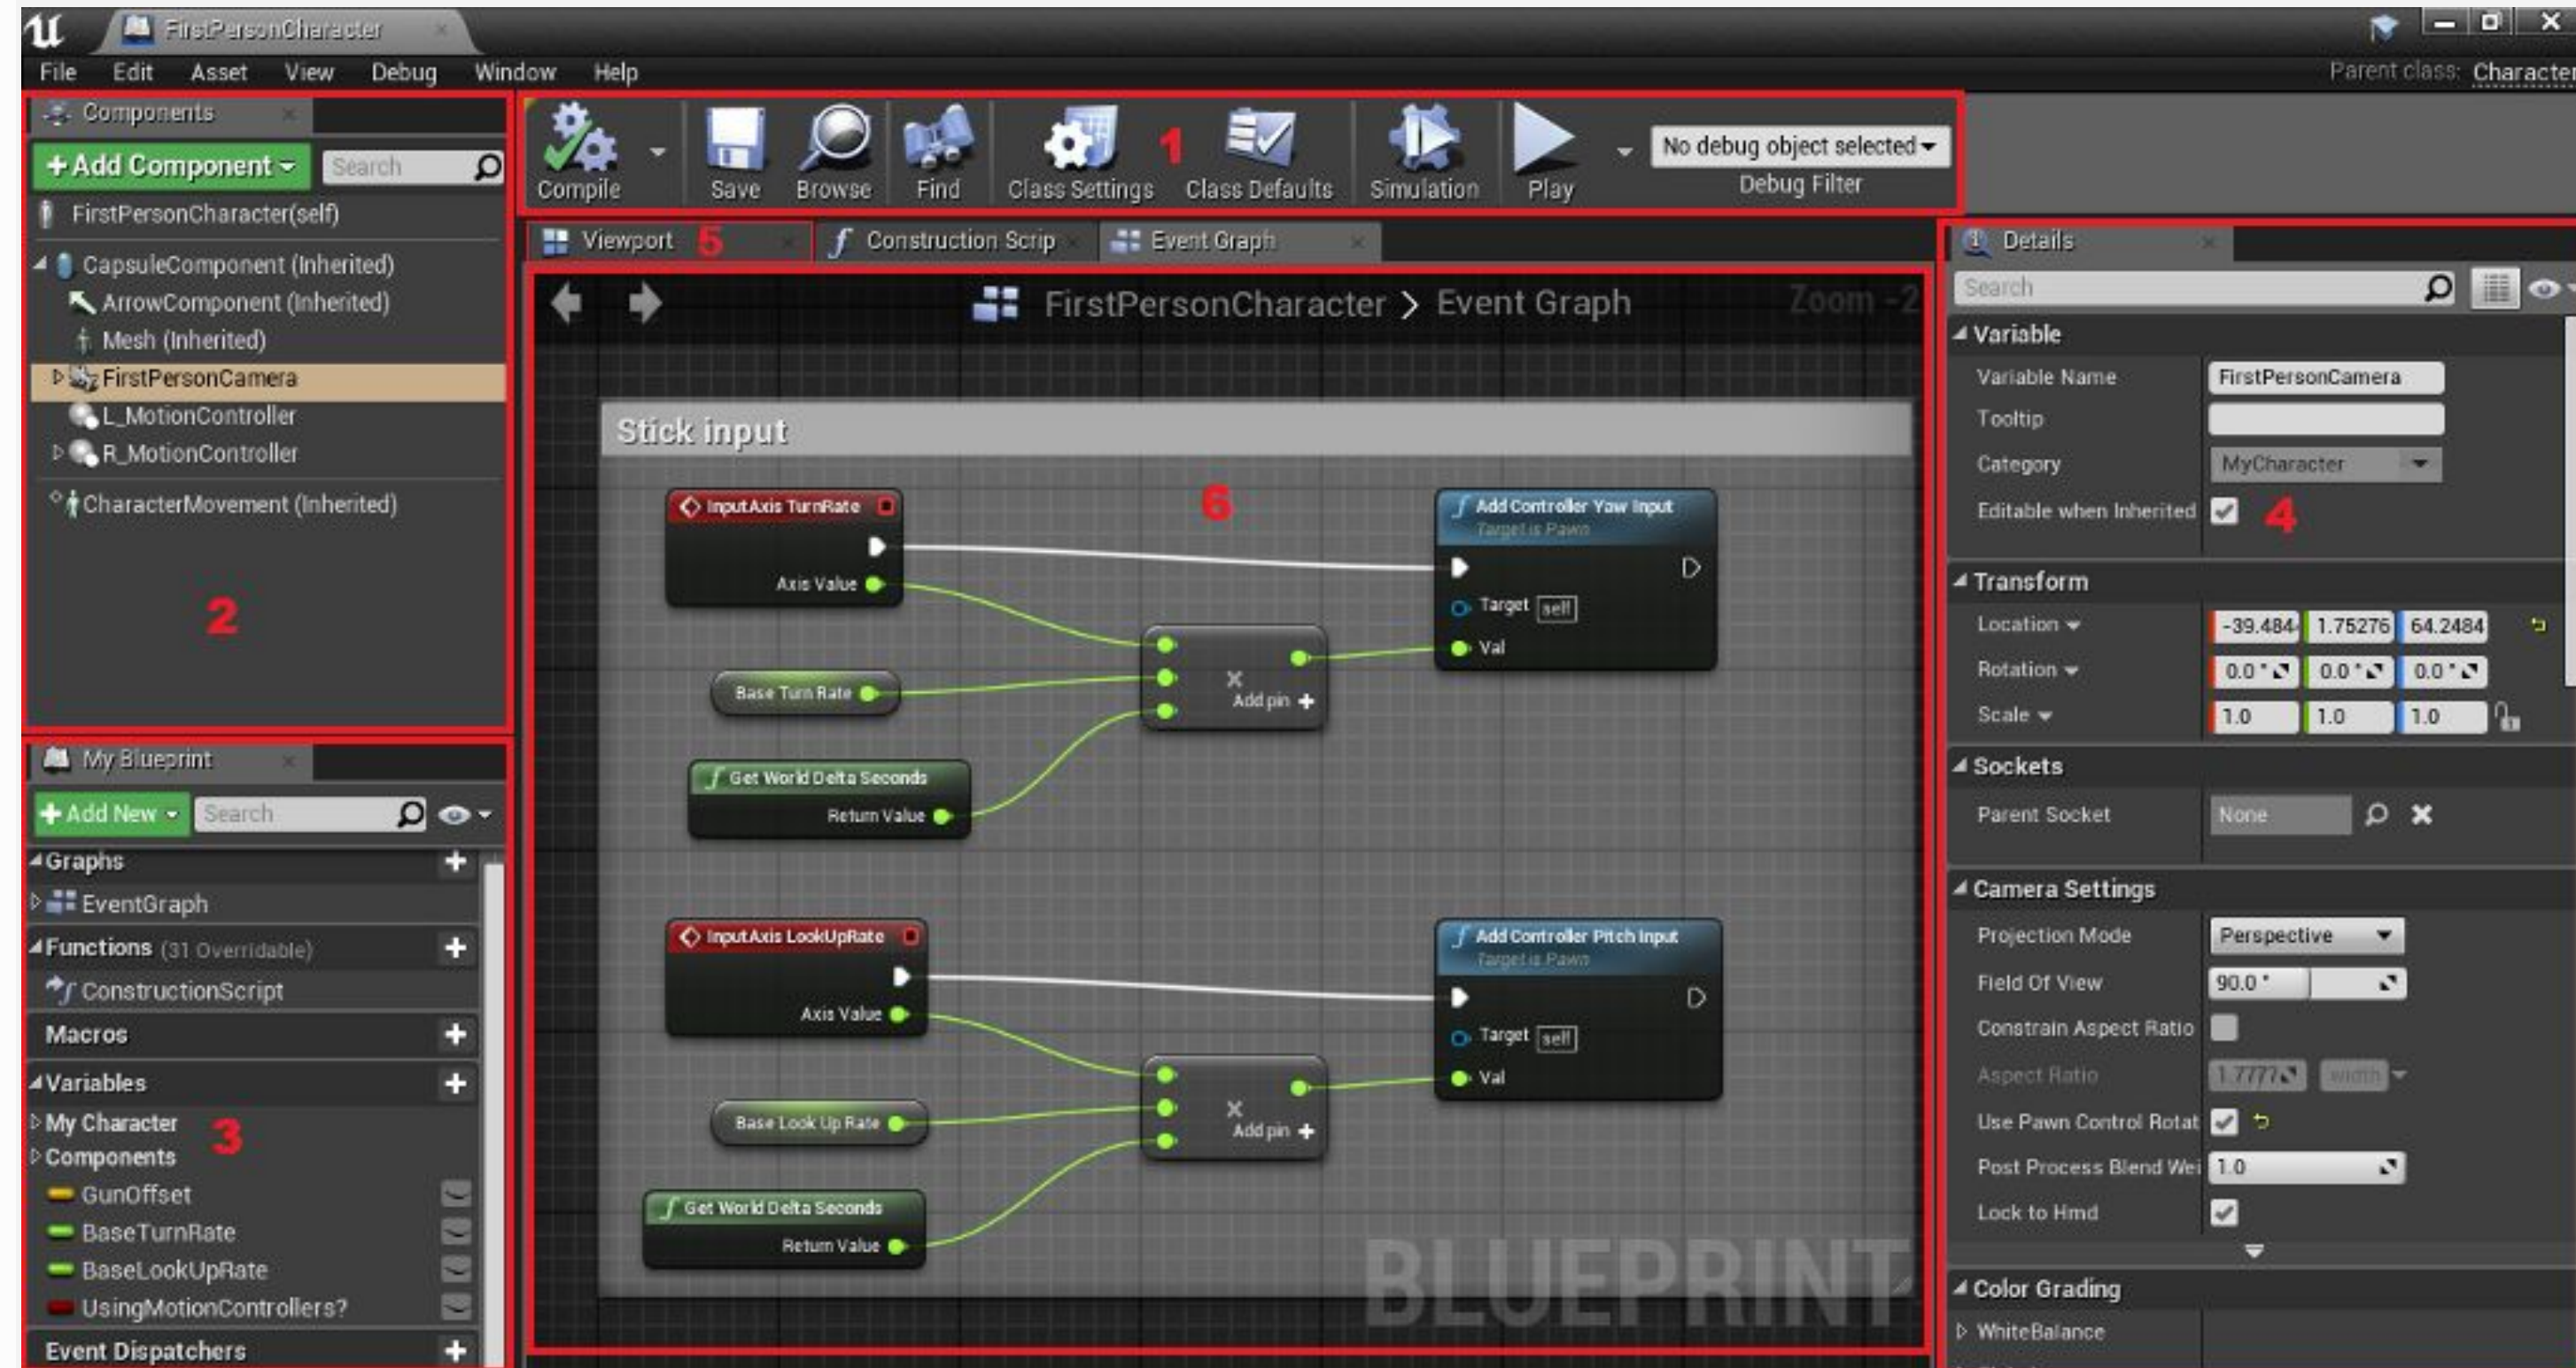 FirstPersonCharacter
File Edit Asset View Debug Window Help
Parent class: Character
Components
+Add Component
Search
FirstPersonCharacter(self)
CapsuleComponent (Inherited)
ArrowComponent (Inherited)
Mesh (Inherited)
FirstPersonCamera
L_MotionController
R_MotionController
CharacterMovement (Inherited)
2
My Blueprint
+Add New
Search
Graphs
EventGraph
Functions (31 Overridable)
ConstructionScript
Macros
Variables
My Character
Components
3
GunOffset
BaseTurnRate
BaseLookUpRate
UsingMotionControllers?
Event Dispatchers
Compile
Save
Browse
Find
Class Settings
1
Class Defaults
Simulation
Play
No debug object selected
Debug Filter
Viewport
5
Construction Scrip
Event Graph
FirstPersonCharacter > Event Graph
Zoom -2
Stick input
6
InputAxis TurnRate
Axis Value
Base Turn Rate
Get World Delta Seconds
Return Value
Add pin +
Add Controller Yaw Input
Target is Pawn
Target self
Val
InputAxis LookUpRate
Axis Value
Base Look Up Rate
Get World Delta Seconds
Return Value
Add pin +
Add Controller Pitch Input
Target is Pawn
Target self
Val
BLUEPRINT
Details
Search
Variable
Variable Name FirstPersonCamera
Tooltip
Category MyCharacter
Editable when Inherited
4
Transform
Location -39.484 1.75276 64.2484
Rotation 0.0 ° 0.0 ° 0.0 °
Scale 1.0 1.0 1.0
Sockets
Parent Socket None
Camera Settings
Projection Mode Perspective
Field Of View 90.0 °
Constrain Aspect Ratio
Aspect Ratio 1.7777 width
Use Pawn Control Rotat
Post Process Blend Wei 1.0
Lock to Hmd
Color Grading
WhiteBalance